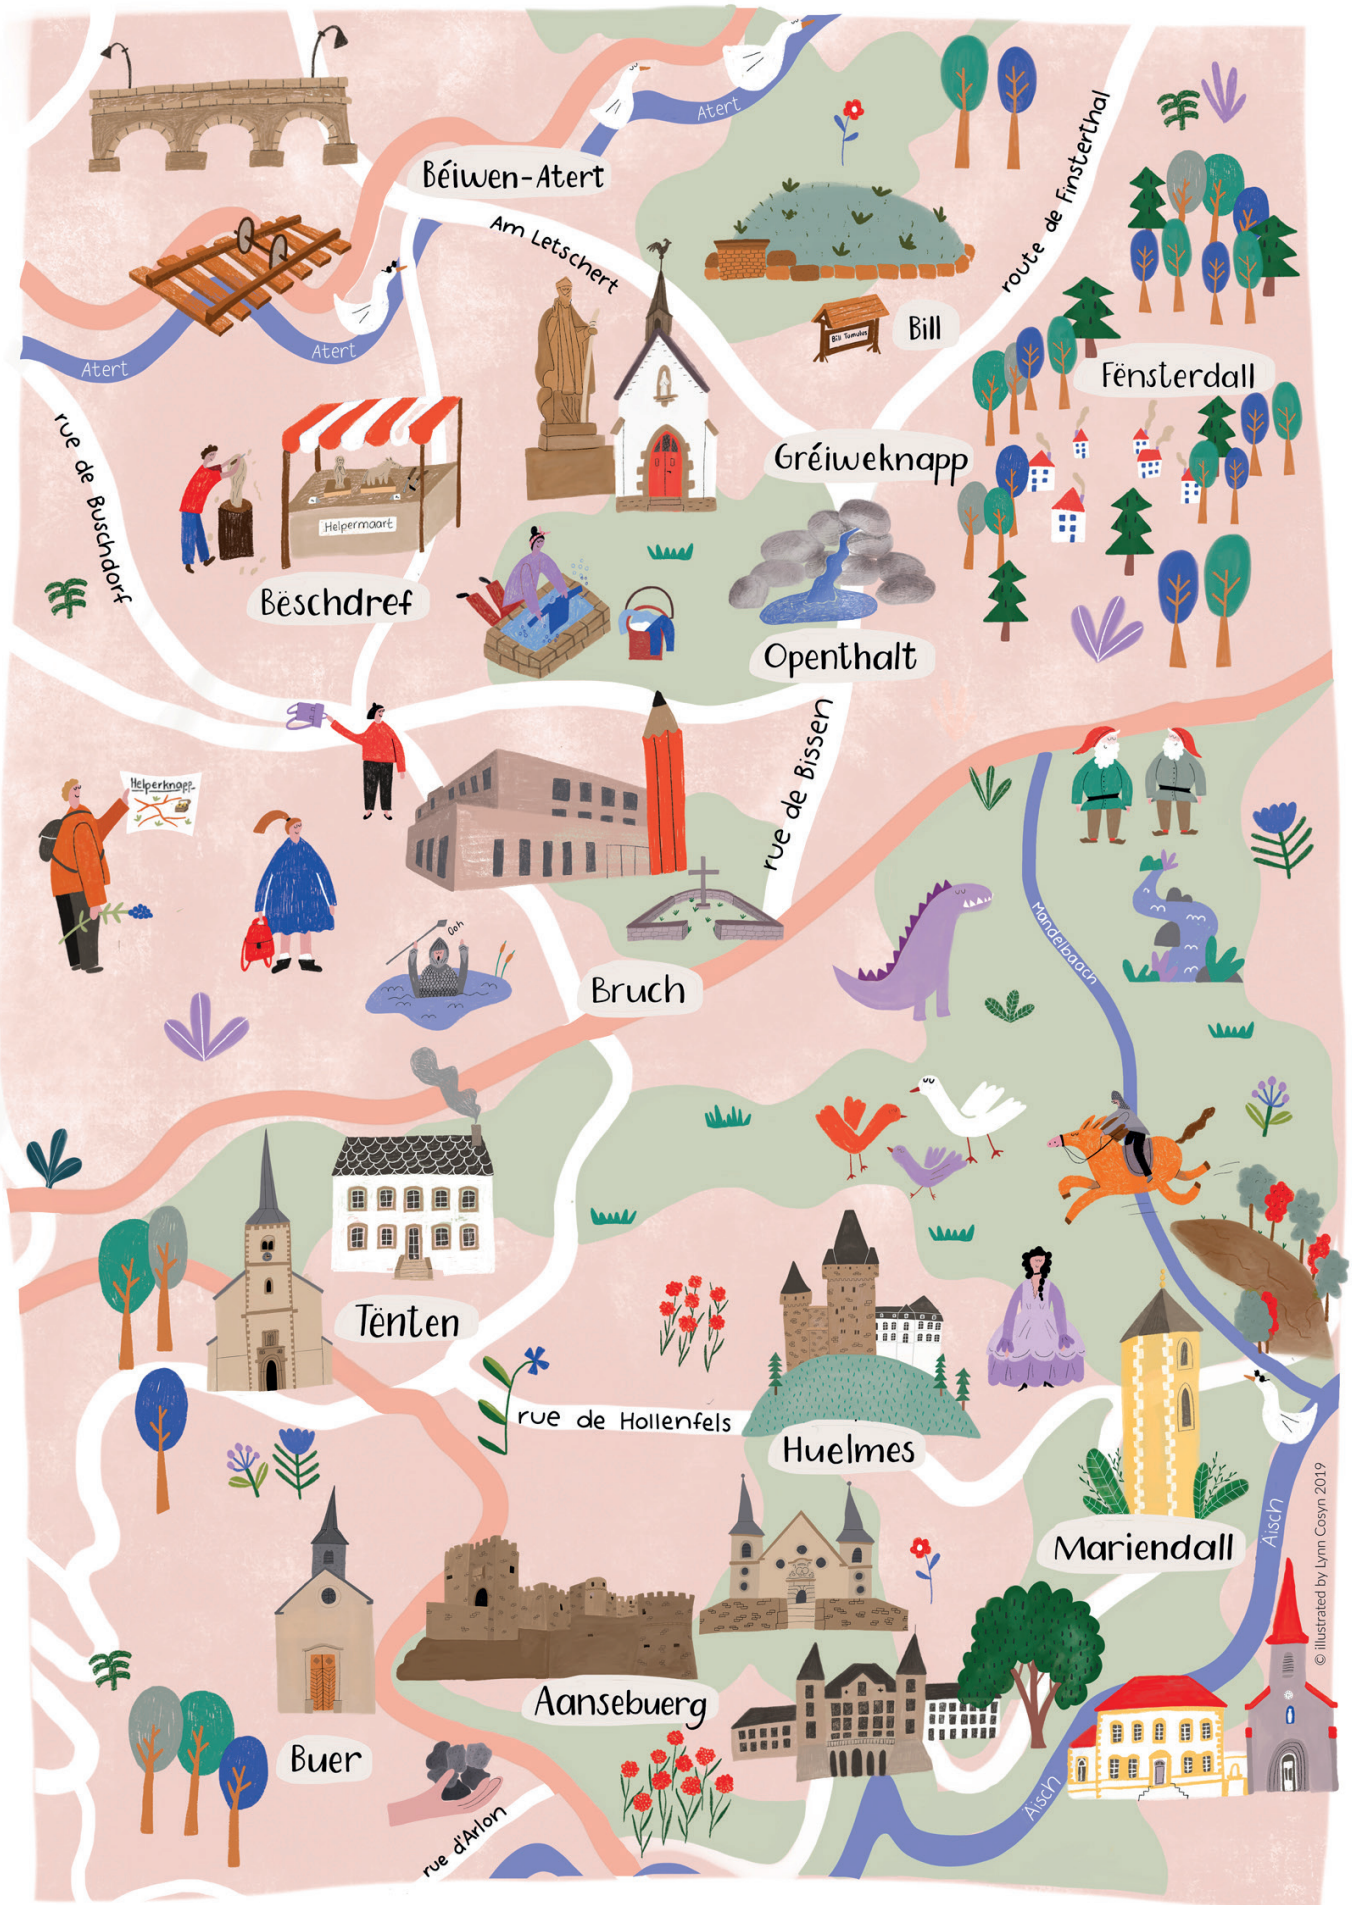 Atert
Béiwen-Atert
Am Letschert
route de Finsterthal
Bill Tumulus
Bill
Atert
Atert
Fënsterdall
rue de Buschdorf
Gréiweknapp
Helpermaart
Bëschdref
Openthalt
rue de Bissen
Helperknapp
Ooh
Mandelbaach
Bruch
Tënten
rue de Hollenfels
Huelmes
Mariendall
Aisch
© illustrated by Lynn Cosyn 2019
Aansebuerg
Buer
Aisch
rue d'Arlon